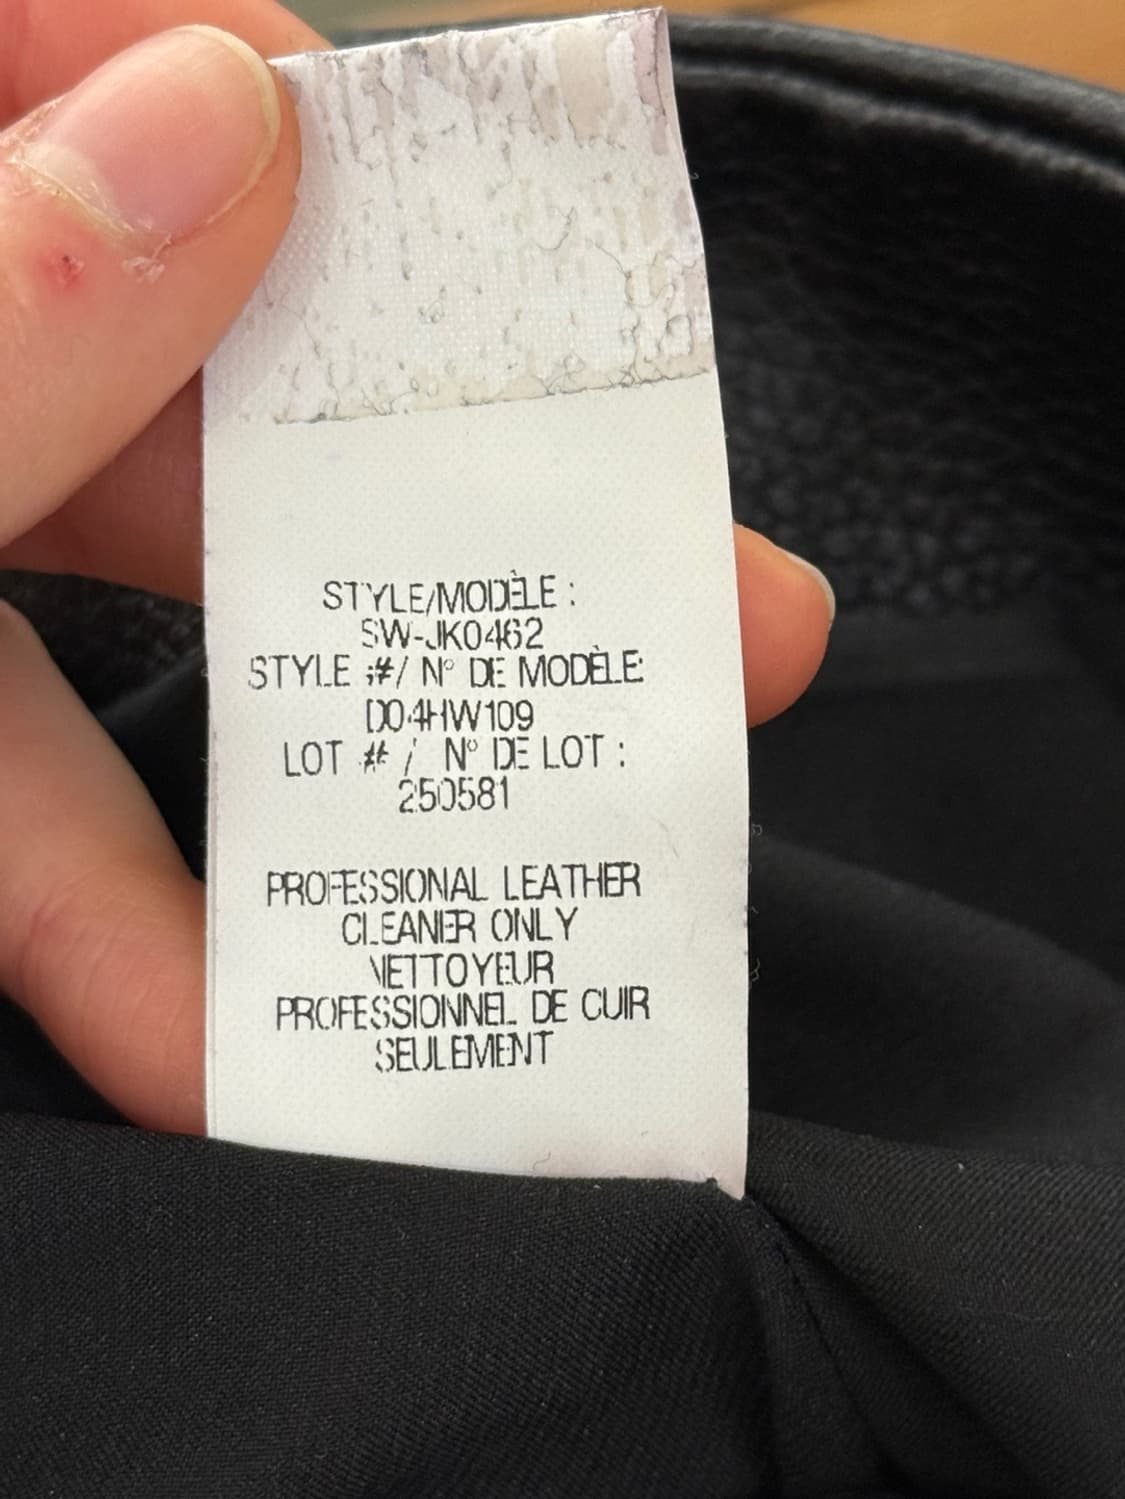 STYLE/MODÈLE :
SW-JK0462
STYLE #/ N° DE MODÈLE:
D04HW109
LOT # / N° DE LOT :
250581
PROFESSIONAL LEATHER
CLEANER ONLY
NETTOYEUR
PROFESSIONNEL DE CUIR
SEULEMENT